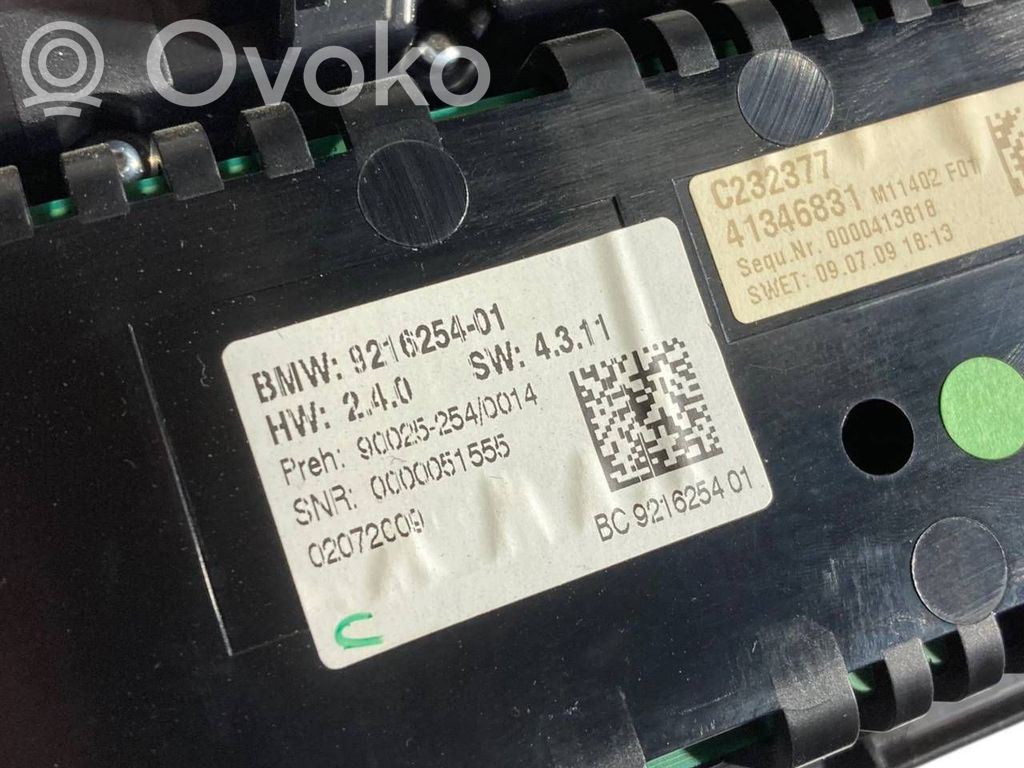 Ovoko
C232377
41346831 M11402 F01
Sequ.Nr. 0000413818
SWET: 09.07.09 18:13
BMW: 9216254-01
HW: 2.4.0 SW: 4.3.11
Preh: 90025-254/0014
SNR: 0000051555
02072009
BC 9216254 01